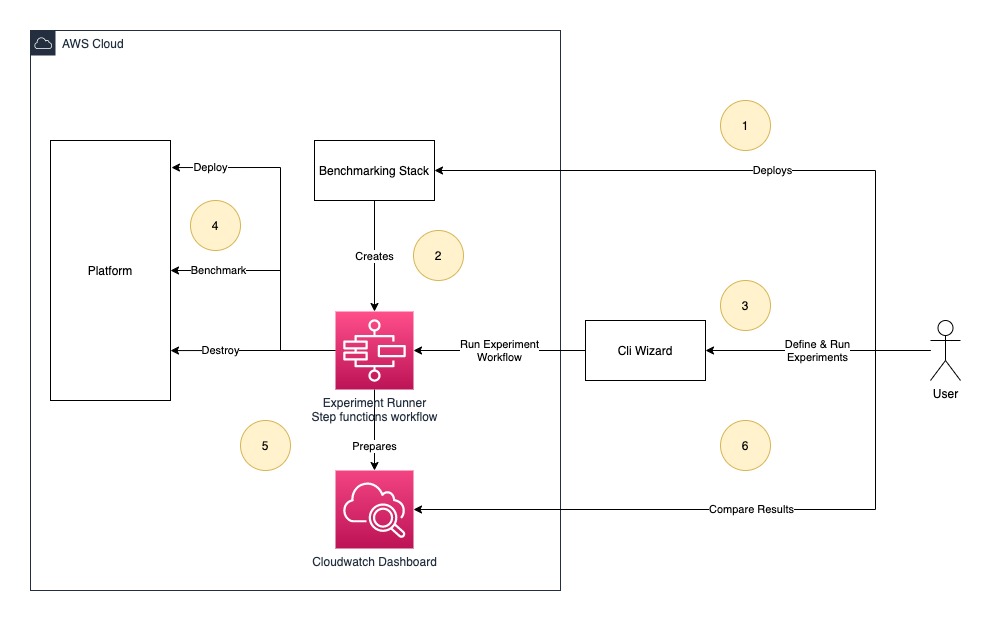 AWS Cloud
1
Deploy
Benchmarking Stack
Deploys
4
Creates
2
Platform
Benchmark
3
Destroy
Run Experiment
Workflow
Cli Wizard
Define & Run
Experiments
User
Experiment Runner
Step functions workflow
5
Prepares
6
Compare Results
Cloudwatch Dashboard